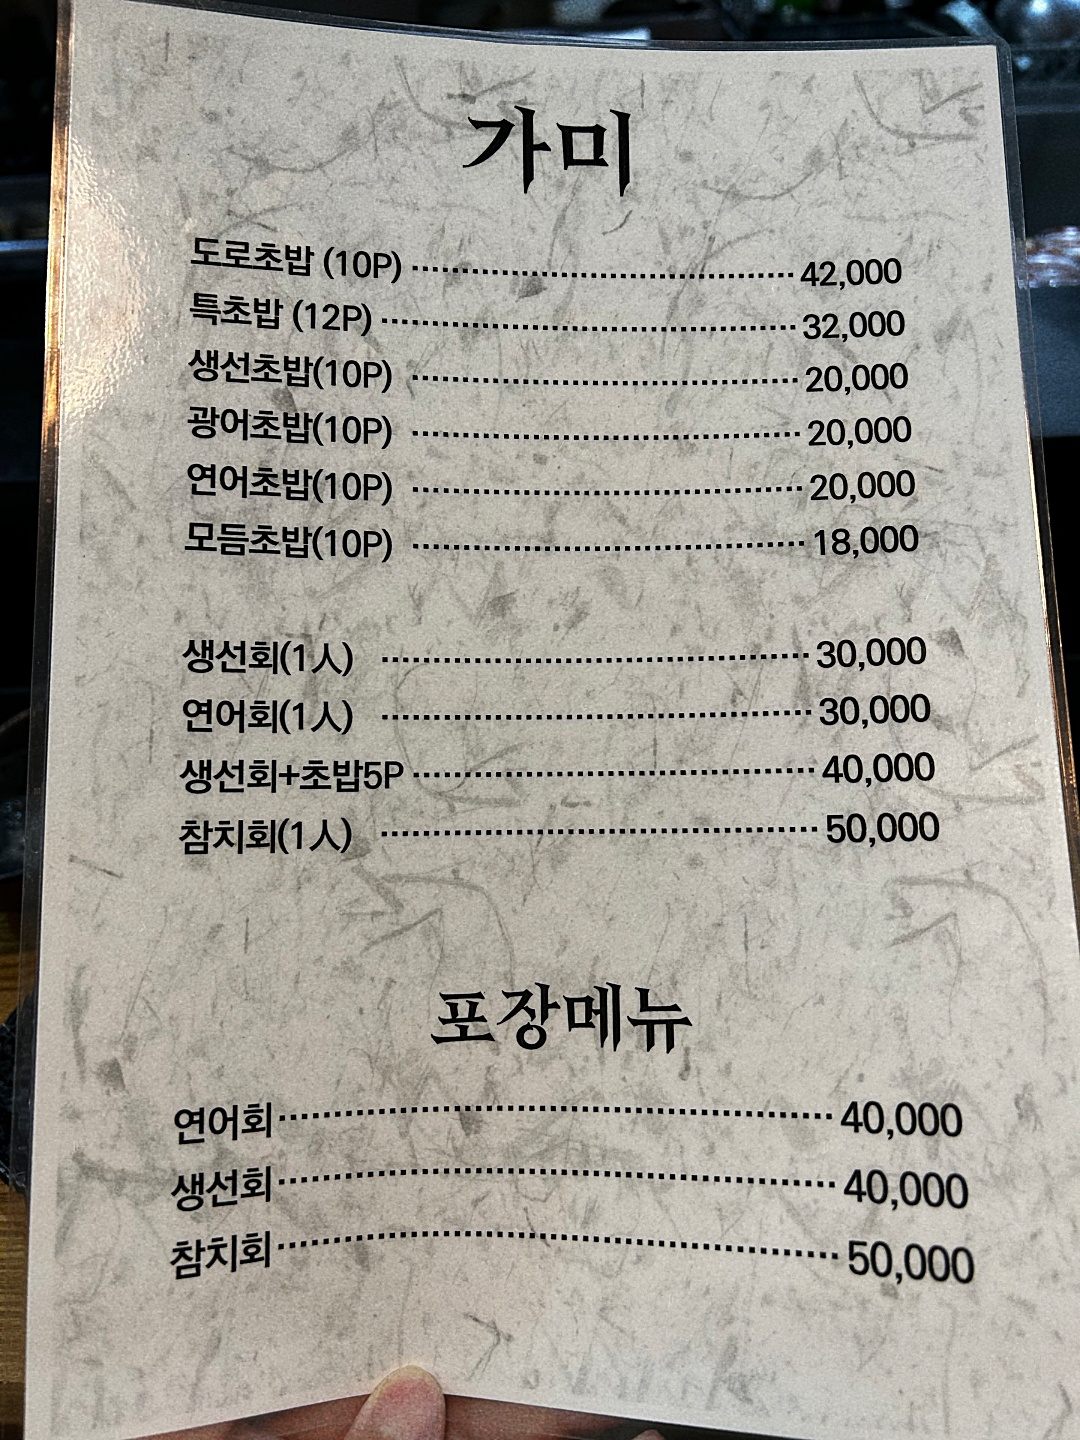 가미
도로초밥 (10P) 42,000
특초밥 (12P) 32,000
생선초밥(10P) 20,000
광어초밥(10P) 20,000
연어초밥(10P) 20,000
모듬초밥(10P) 18,000
생선회(1人) 30,000
연어회(1人) 30,000
생선회+초밥5P 40,000
참치회(1人) 50,000
포장메뉴
연어회 40,000
생선회 40,000
참치회 50,000